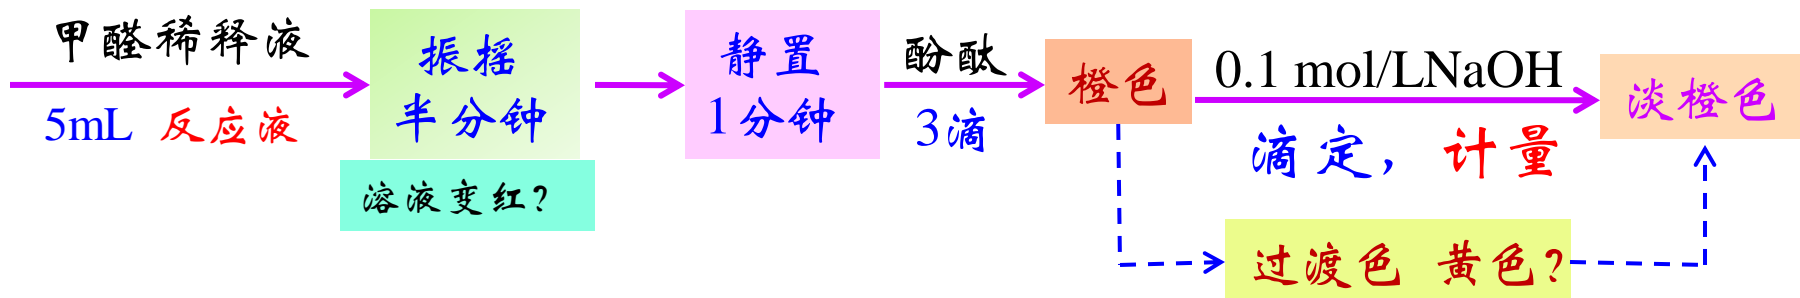 甲醛稀释液
5mL 反应液
振摇
半分钟
溶液变红?
静置
1分钟
酚酞
3滴
橙色
0.1 mol/LNaOH
滴定，计量
淡橙色
过渡色 黄色?